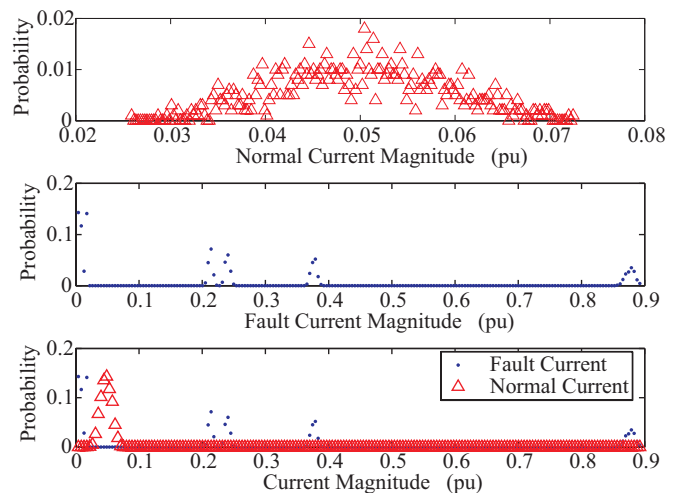 0.02
0.01
0
Probability
0.02 0.03 0.04 0.05 0.06 0.07 0.08
Normal Current Magnitude (pu)
0.2
0.1
0
Probability
0 0.1 0.2 0.3 0.4 0.5 0.6 0.7 0.8 0.9
Fault Current Magnitude (pu)
0.2
0.1
0
Probability
Fault Current
Normal Current
0 0.1 0.2 0.3 0.4 0.5 0.6 0.7 0.8 0.9
Current Magnitude (pu)